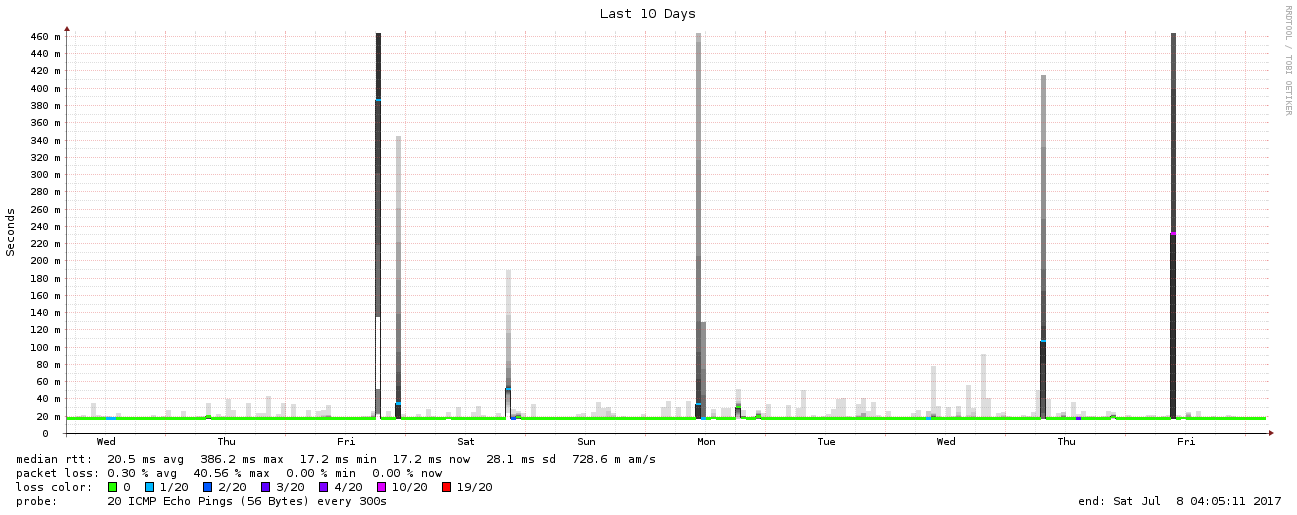 Last 10 Days
RRDTOOL / TOBI OETIKER
Seconds
460 m
440 m
420 m
400 m
380 m
360 m
340 m
320 m
300 m
280 m
260 m
240 m
220 m
200 m
180 m
160 m
140 m
120 m
100 m
80 m
60 m
40 m
20 m
0
Wed Thu Fri Sat Sun Mon Tue Wed Thu Fri
median rtt: 20.5 ms avg 386.2 ms max 17.2 ms min 17.2 ms now 28.1 ms sd 728.6 m am/s
packet loss: 0.30 % avg 40.56 % max 0.00 % min 0.00 % now
loss color: 0 1/20 2/20 3/20 4/20 10/20 19/20
probe: 20 ICMP Echo Pings (56 Bytes) every 300s end: Sat Jul 8 04:05:11 2017